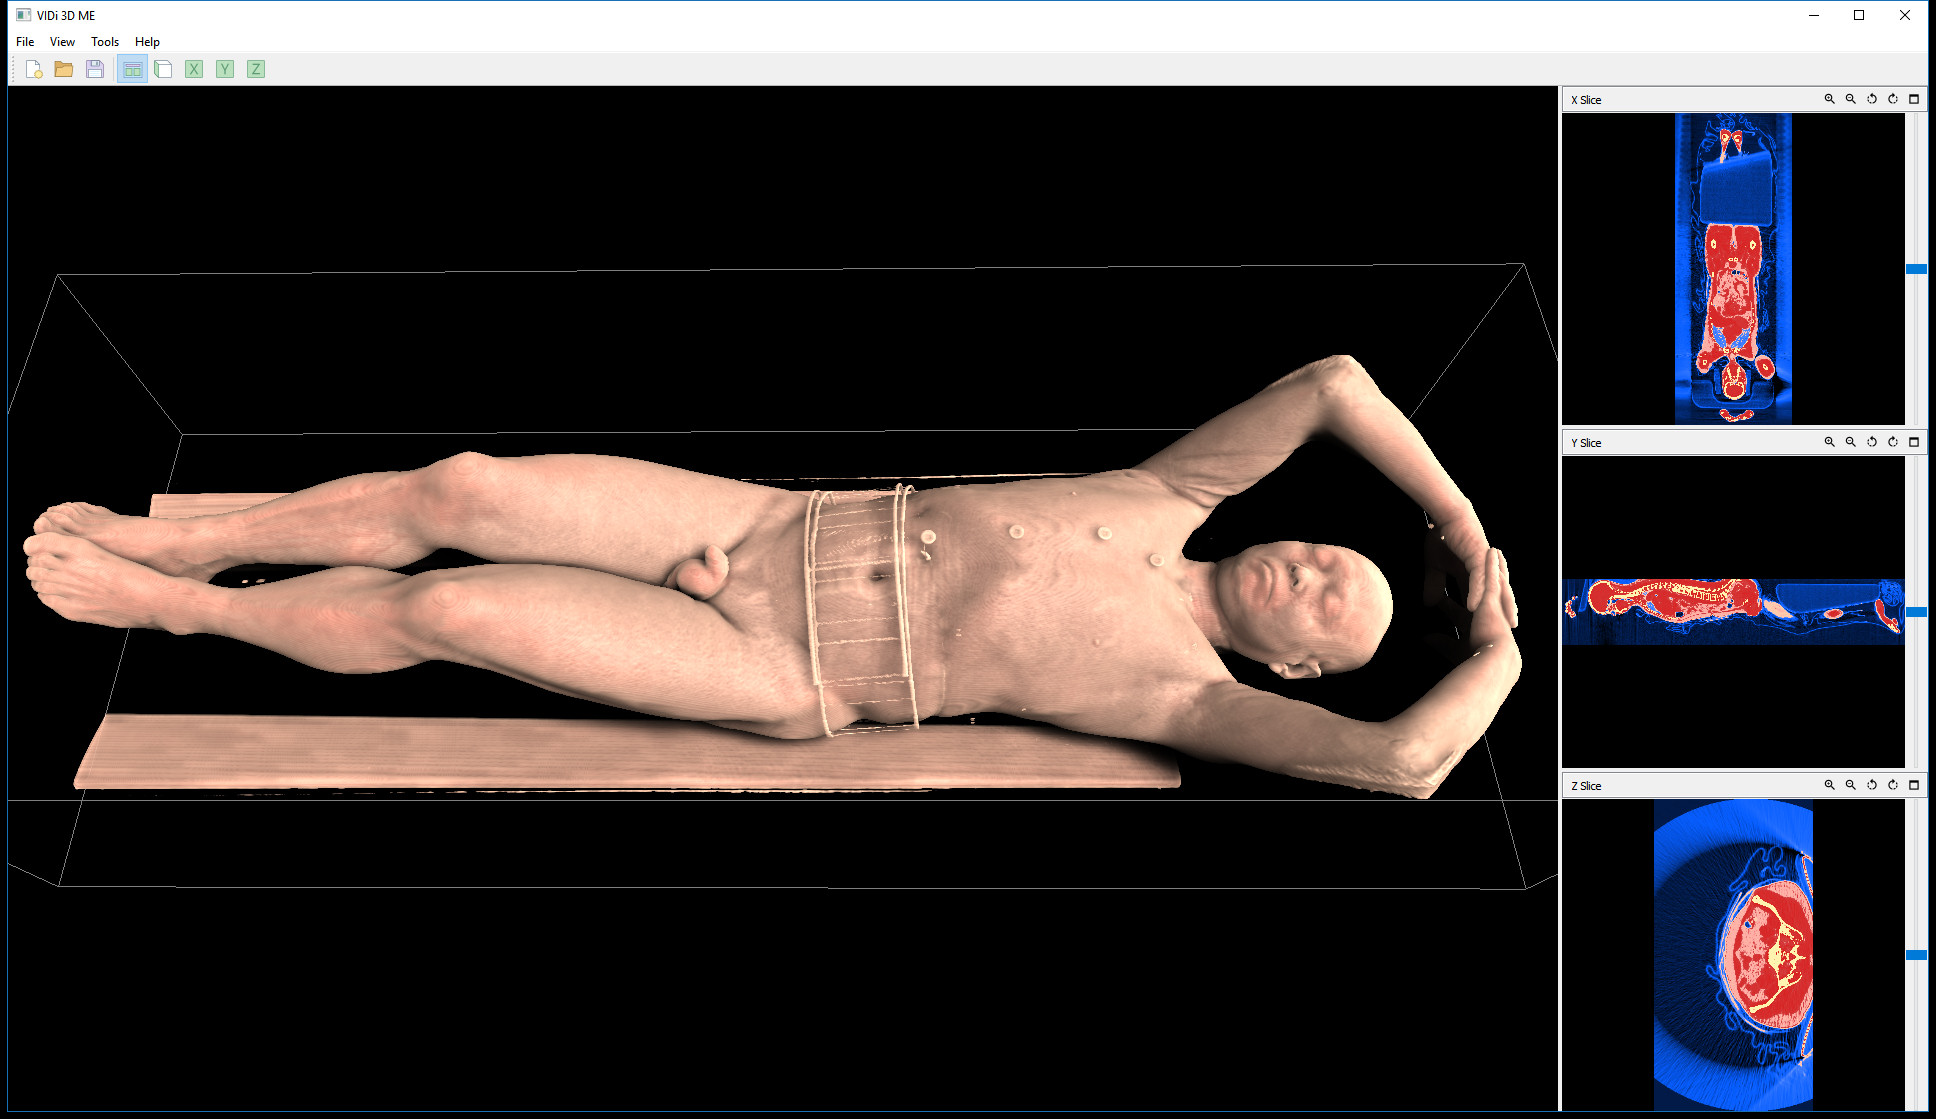 VIDi 3D ME
File View Tools Help
X Y Z
X Slice
Y Slice
Z Slice